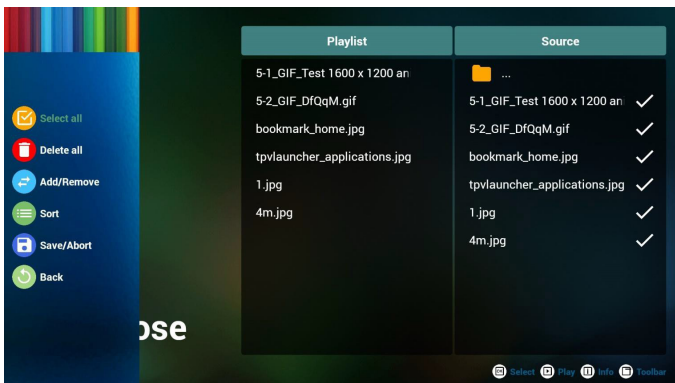 Playlist
Source
5-1_GIF_Test 1600 x 1200 an
5-2_GIF_DfQqM.gif
bookmark_home.jpg
tpvlauncher_applications.jpg
1.jpg
4m.jpg
...
5-1_GIF_Test 1600 x 1200 an
5-2_GIF_DfQqM.gif
bookmark_home.jpg
tpvlauncher_applications.jpg
1.jpg
4m.jpg
Select all
Delete all
Add/Remove
Sort
Save/Abort
Back
ose
Select Play Info Toolbar